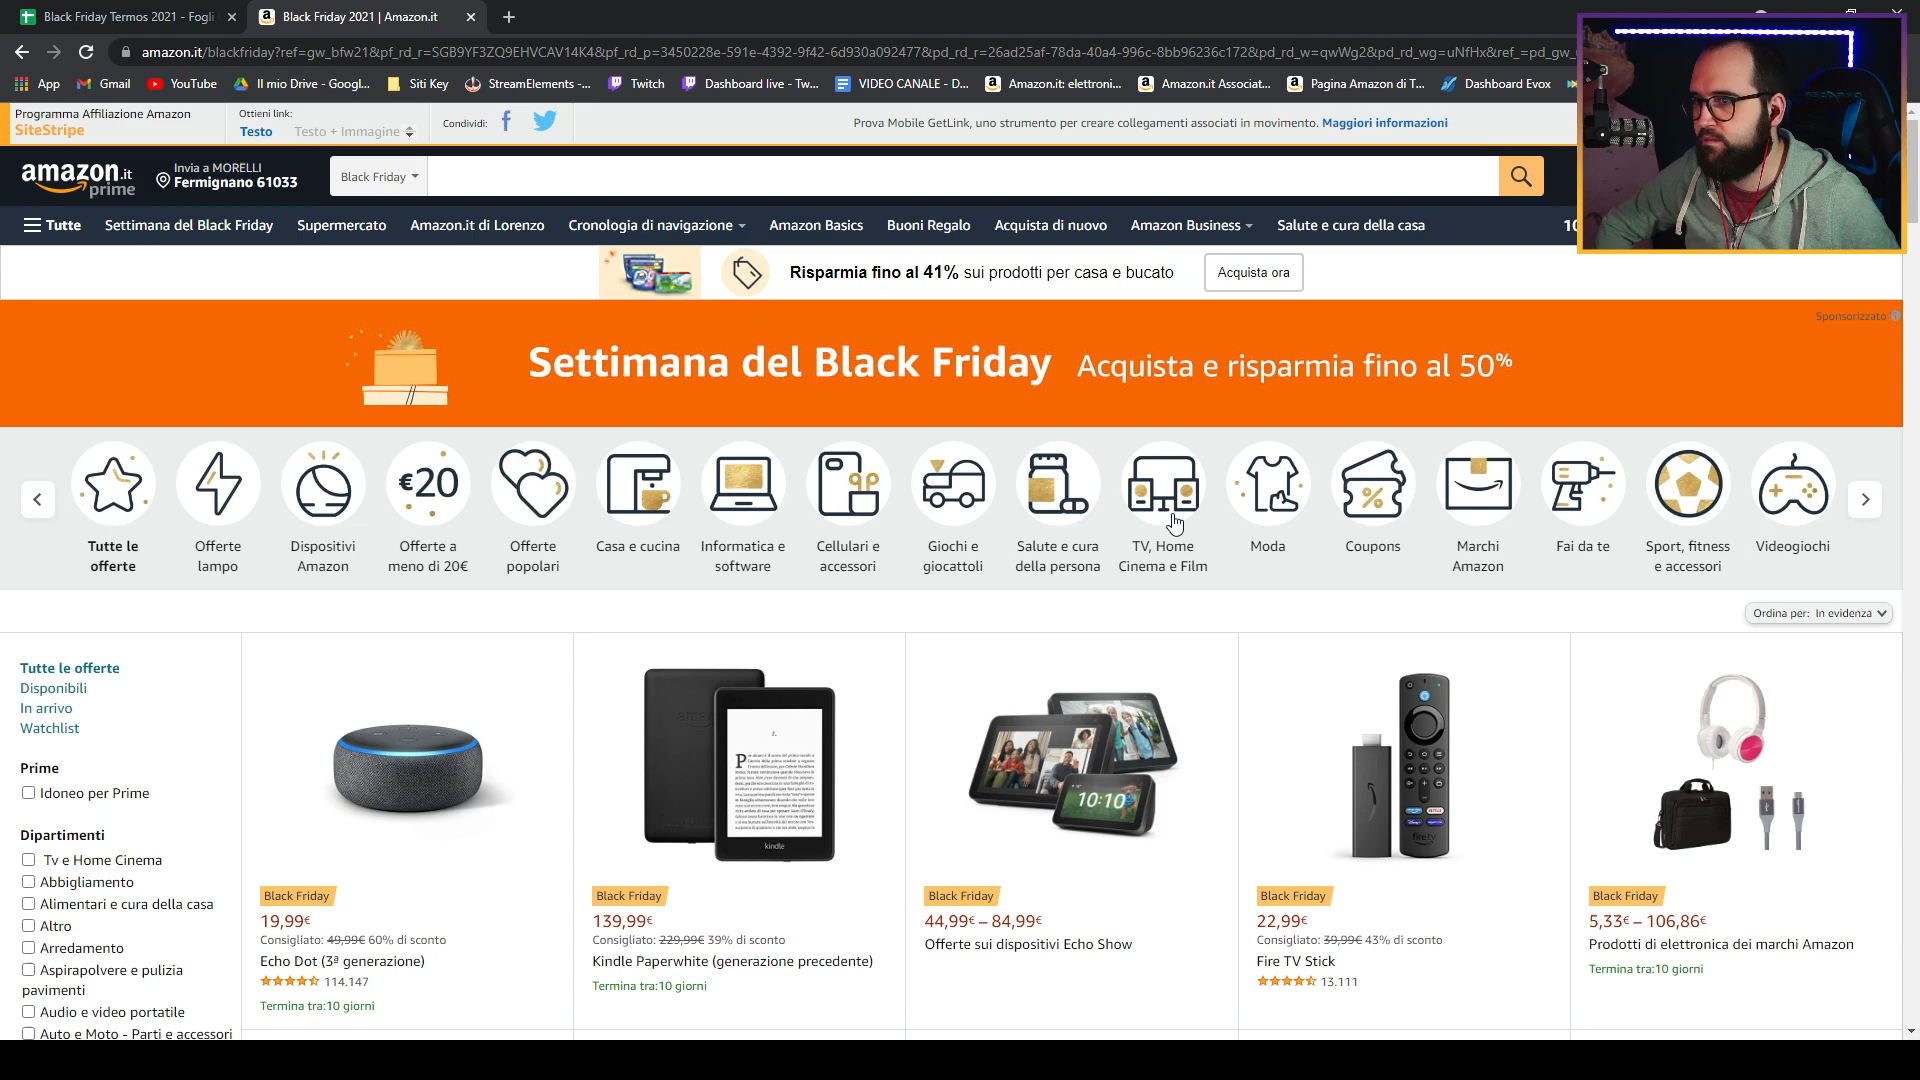 Black Friday Termos 2021 - Fogli
Black Friday 2021 | Amazon.it
amazon.it/blackfriday?ref=gw_bfw21&pf_rd_r=SGB9YF3ZQ9EHVCAV14K4&pf_rd_p=3450228e-591e-4392-9f42-6d930a092477&pd_rd_r=26ad25af-78da-40a4-996c-8bb96236c172&pd_rd_w=qwWg2&pd_rd_wg=uNfHx&ref_=pd_gw_
App
Gmail
YouTube
Il mio Drive - Googl...
Siti Key
StreamElements -...
Twitch
Dashboard live - Tw...
VIDEO CANALE - D...
Amazon.it: elettroni...
Amazon.it Associat...
Pagina Amazon di T...
Dashboard Evox
Programma Affiliazione Amazon
SiteStripe
Ottieni link:
Testo
Testo + Immagine
Condividi:
Prova Mobile GetLink, uno strumento per creare collegamenti associati in movimento. Maggiori informazioni
amazon.it
prime
Invia a MORELLI
Fermignano 61033
Black Friday
Tutte
Settimana del Black Friday
Supermercato
Amazon.it di Lorenzo
Cronologia di navigazione
Amazon Basics
Buoni Regalo
Acquista di nuovo
Amazon Business
Salute e cura della casa
10
Risparmia fino al 41% sui prodotti per casa e bucato
Acquista ora
Sponsorizzato
Settimana del Black Friday Acquista e risparmia fino al 50%
€20
Tutte le
offerte
Offerte
lampo
Dispositivi
Amazon
Offerte a
meno di 20€
Offerte
popolari
Casa e cucina
Informatica e
software
Cellulari e
accessori
Giochi e
giocattoli
Salute e cura
della persona
TV, Home
Cinema e Film
Moda
Coupons
Marchi
Amazon
Fai da te
Sport, fitness
e accessori
Videogiochi
Ordina per: In evidenza
Tutte le offerte
Disponibili
In arrivo
Watchlist
Prime
Idoneo per Prime
Dipartimenti
Tv e Home Cinema
Abbigliamento
Alimentari e cura della casa
Altro
Arredamento
Aspirapolvere e pulizia
pavimenti
Audio e video portatile
Auto e Moto - Parti e accessori
Black Friday
19,99€
Consigliato: 49,99€ 60% di sconto
Echo Dot (3ª generazione)
114.147
Termina tra:10 giorni
kindle
Black Friday
139,99€
Consigliato: 229,99€ 39% di sconto
Kindle Paperwhite (generazione precedente)
Termina tra:10 giorni
10:10
Black Friday
44,99€ – 84,99€
Offerte sui dispositivi Echo Show
fire tv
Black Friday
22,99€
Consigliato: 39,99€ 43% di sconto
Fire TV Stick
13.111
Black Friday
5,33€ – 106,86€
Prodotti di elettronica dei marchi Amazon
Termina tra:10 giorni